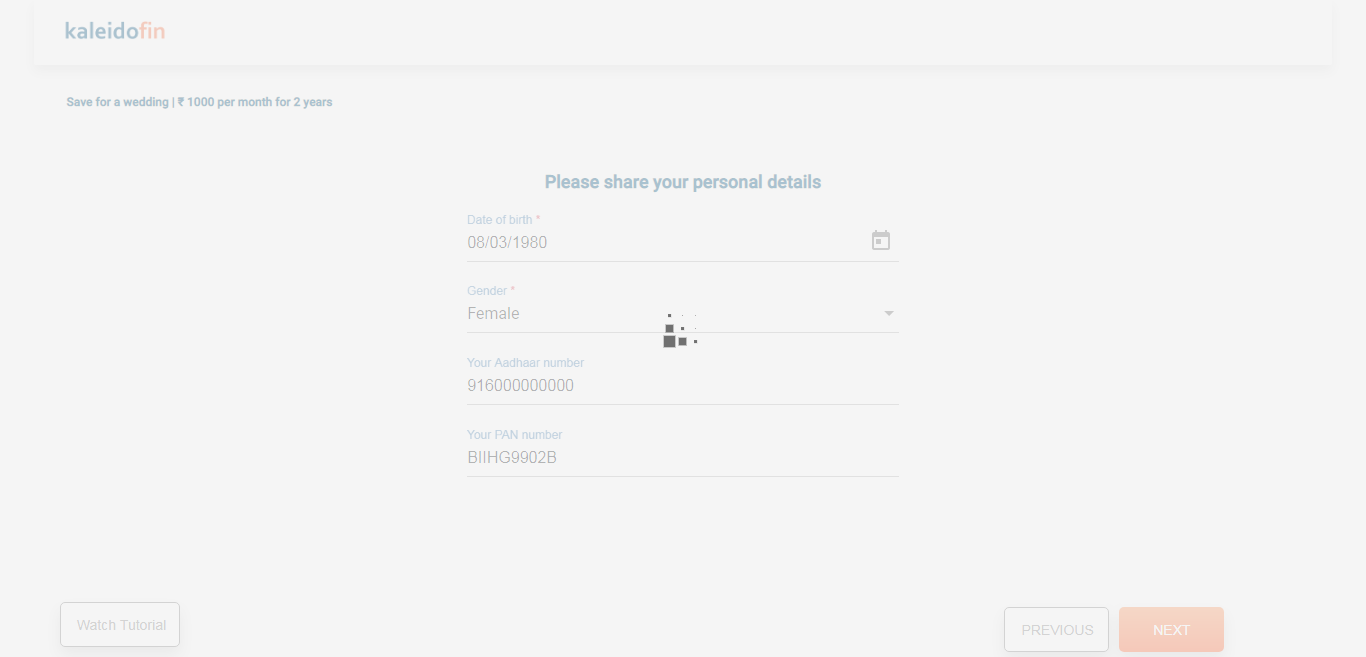 kaleidofin
Save for a wedding | ₹ 1000 per month for 2 years
Please share your personal details
Date of birth *
08/03/1980
Gender *
Female
Your Aadhaar number
916000000000
Your PAN number
BIIHG9902B
Watch Tutorial
PREVIOUS
NEXT